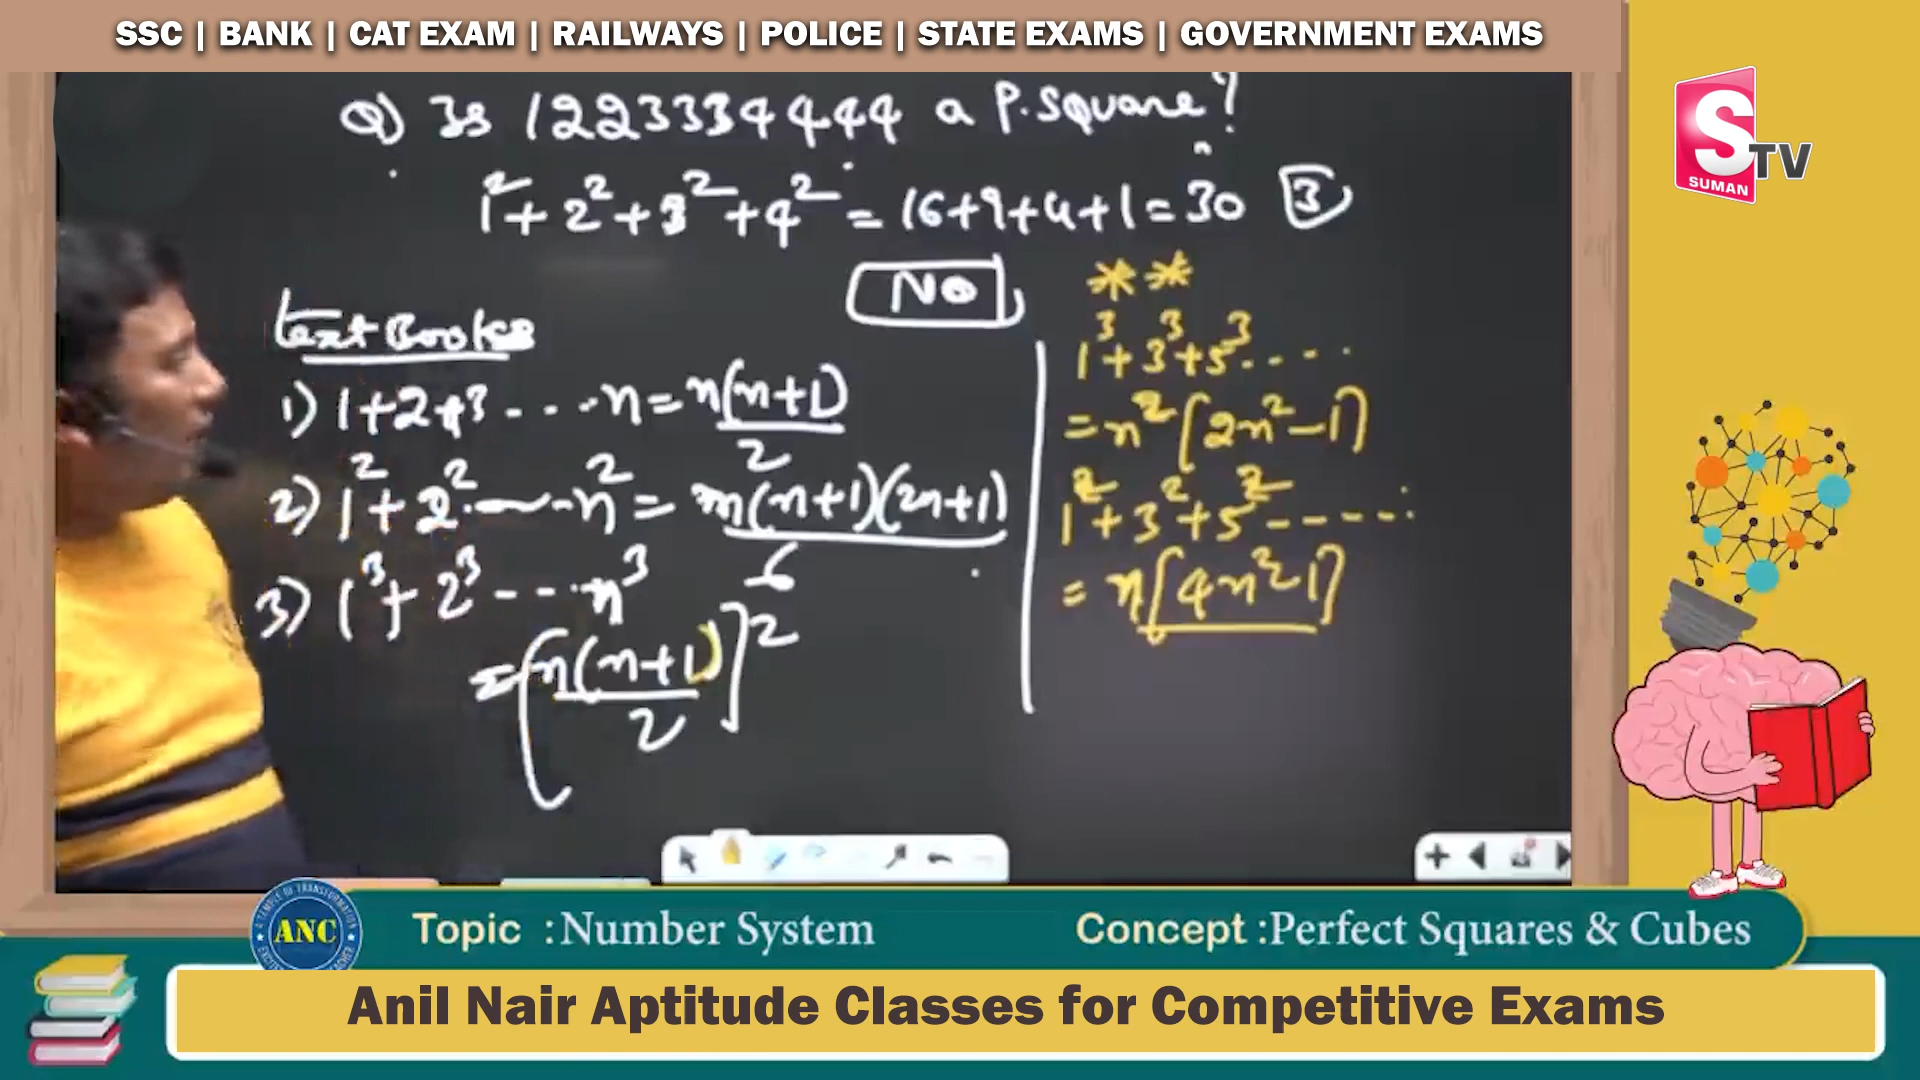 SSC | BANK | CAT EXAM | RAILWAYS | POLICE | STATE EXAMS | GOVERNMENT EXAMS
S TV
SUMAN
Q) Is 1223334444 a P.Square?
1² + 2² + 3² + 4² = 16+9+4+1 = 30 3
NO
Text Books
1) 1+2+3 ---- n = n(n+1)/2
2) 1² + 2² ---- n² = n(n+1)(2n+1)/6
3) 1³ + 2³ --- n³
= [n(n+1)/2]²
**
1³+3³+5³....
= n²[2n²-1]
1²+3²+5²-----
= n[4n²-1]
ANC
Topic : Number System
Concept : Perfect Squares & Cubes
Anil Nair Aptitude Classes for Competitive Exams